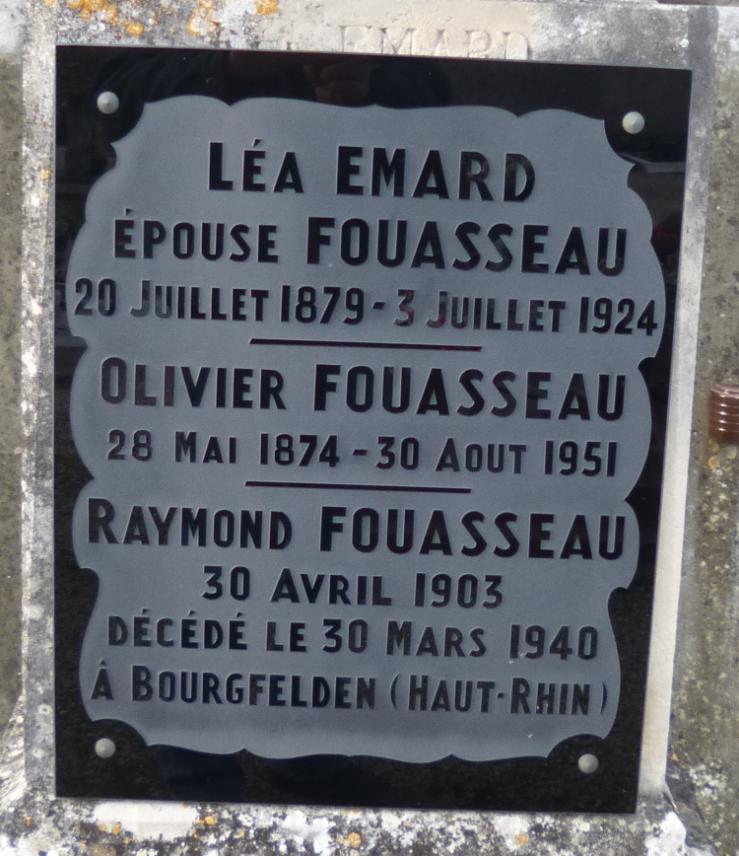 EMARD
LÉA EMARD
ÉPOUSE FOUASSEAU
20 JUILLET 1879 - 3 JUILLET 1924
OLIVIER FOUASSEAU
28 MAI 1874 - 30 AOUT 1951
RAYMOND FOUASSEAU
30 AVRIL 1903
DÉCÉDÉ LE 30 MARS 1940
Â BOURGFELDEN (HAUT-RHIN)